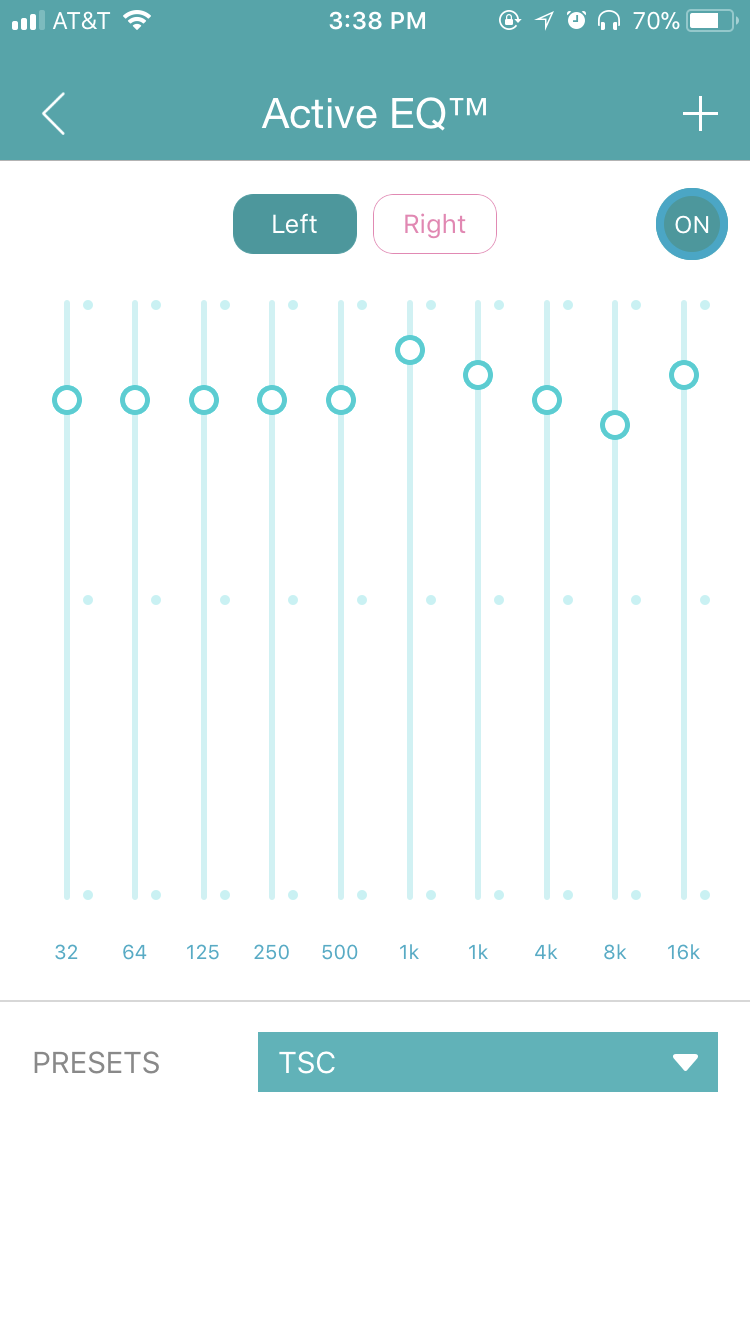 AT&T 3:38 PM 70%
Active EQ™
Left Right ON
32 64 125 250 500 1k 1k 4k 8k 16k
PRESETS TSC